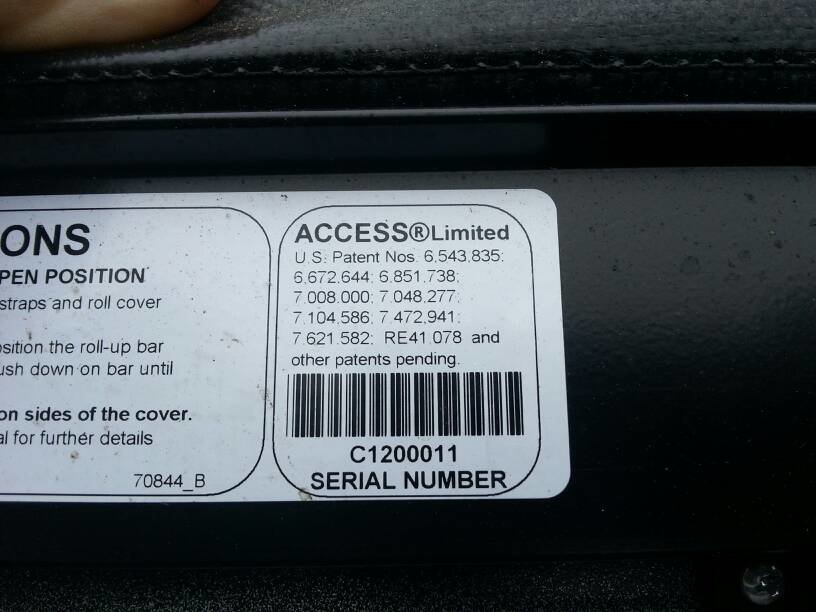 ONS
PEN POSITION
straps and roll cover
sition the roll-up bar
ush down on bar until
on sides of the cover.
al for further details
70844_B
ACCESS®Limited
U.S. Patent Nos. 6,543,835;
6,672,644; 6,851,738;
7,008,000; 7,048,277;
7,104,586; 7,472,941;
7,621,582; RE41,078 and
other patents pending.
C1200011
SERIAL NUMBER